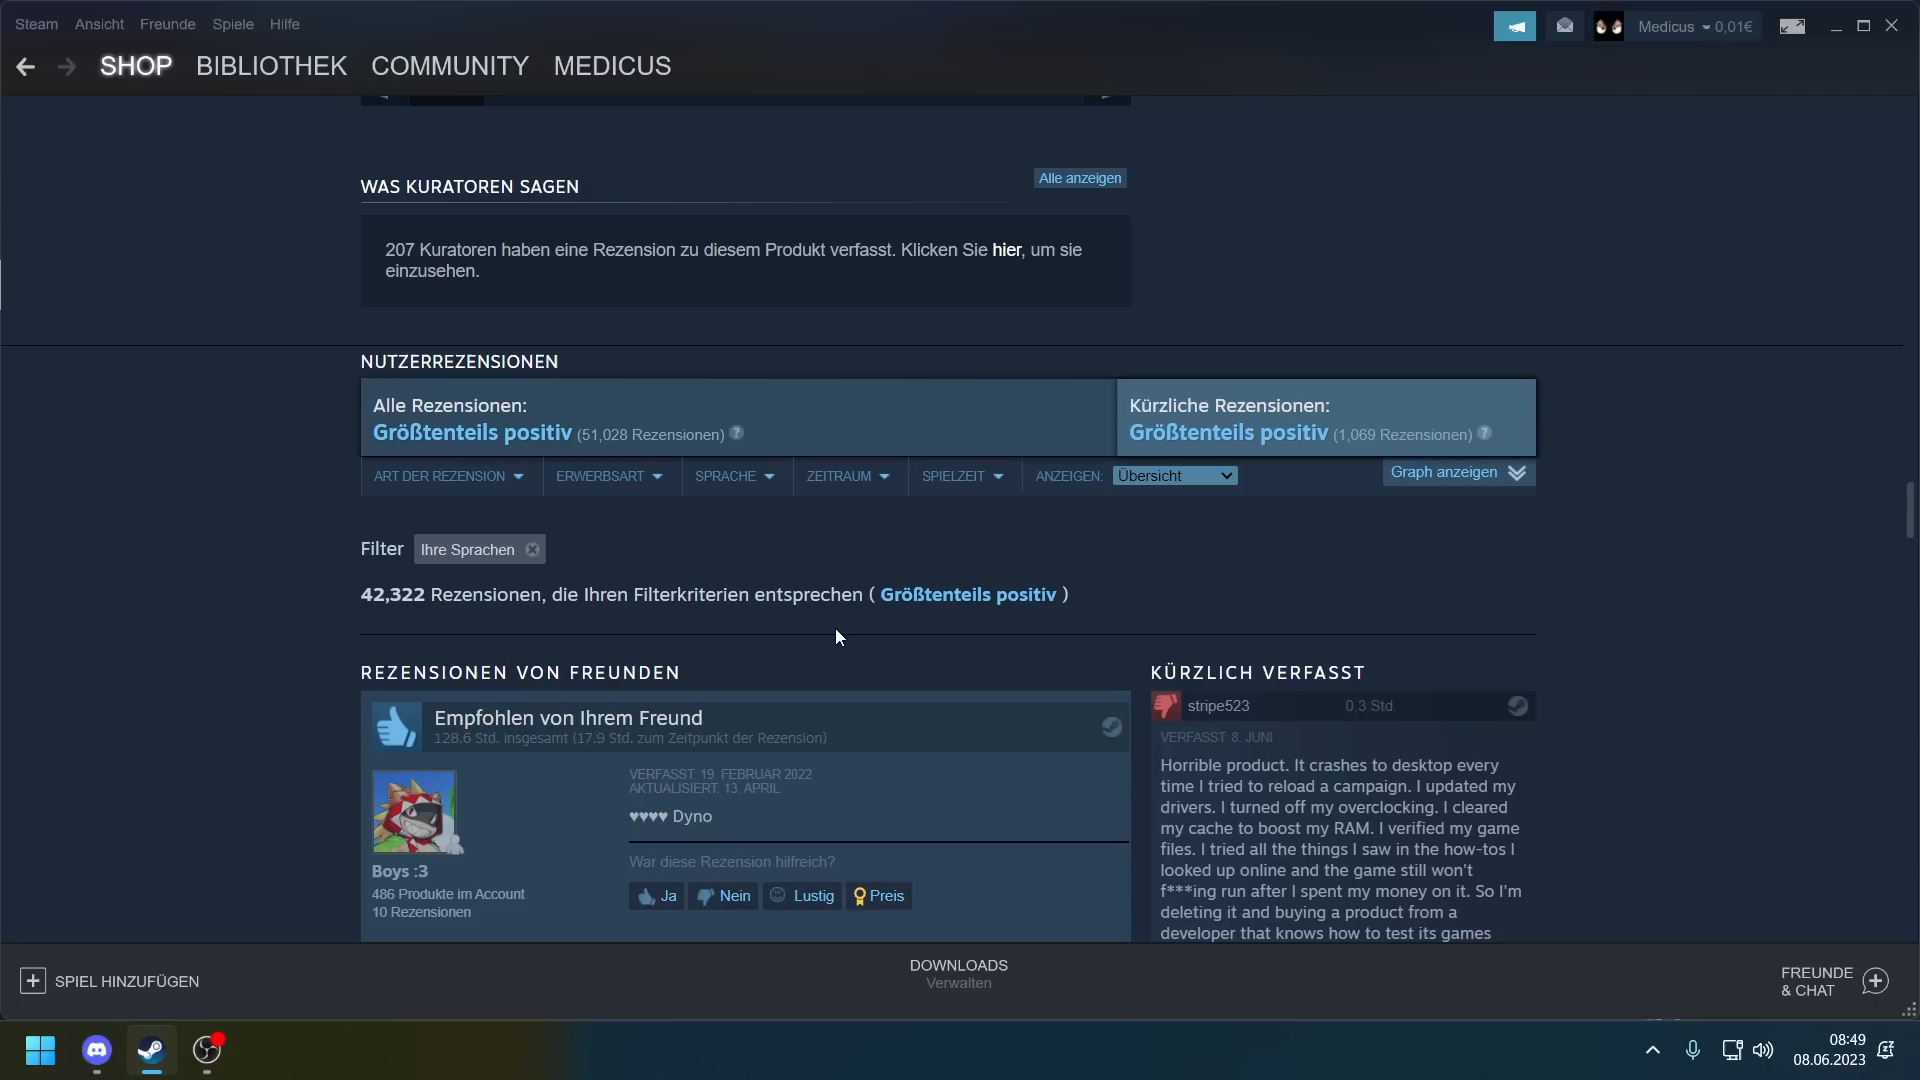 Steam Ansicht Freunde Spiele Hilfe
Medicus 0,01€
SHOP BIBLIOTHEK COMMUNITY MEDICUS
WAS KURATOREN SAGEN
Alle anzeigen
207 Kuratoren haben eine Rezension zu diesem Produkt verfasst. Klicken Sie hier, um sie
einzusehen.
NUTZERREZENSIONEN
Alle Rezensionen:
Größtenteils positiv (51,028 Rezensionen) ?
Kürzliche Rezensionen:
Größtenteils positiv (1,069 Rezensionen) ?
ART DER REZENSION ERWERBSART SPRACHE ZEITRAUM SPIELZEIT ANZEIGEN: Übersicht
Graph anzeigen
Filter Ihre Sprachen
42,322 Rezensionen, die Ihren Filterkriterien entsprechen ( Größtenteils positiv )
REZENSIONEN VON FREUNDEN
Empfohlen von Ihrem Freund
128.6 Std. insgesamt (17.9 Std. zum Zeitpunkt der Rezension)
VERFASST: 19. FEBRUAR 2022
AKTUALISIERT: 13. APRIL
♥♥♥♥ Dyno
Boys :3
486 Produkte im Account
10 Rezensionen
War diese Rezension hilfreich?
Ja Nein Lustig Preis
KÜRZLICH VERFASST
stripe523 0.3 Std.
VERFASST: 8. JUNI
Horrible product. It crashes to desktop every
time I tried to reload a campaign. I updated my
drivers. I turned off my overclocking. I cleared
my cache to boost my RAM. I verified my game
files. I tried all the things I saw in the how-tos I
looked up online and the game still won't
f***ing run after I spent my money on it. So I'm
deleting it and buying a product from a
developer that knows how to test its games
SPIEL HINZUFÜGEN
DOWNLOADS
Verwalten
FREUNDE
& CHAT
08:49
08.06.2023